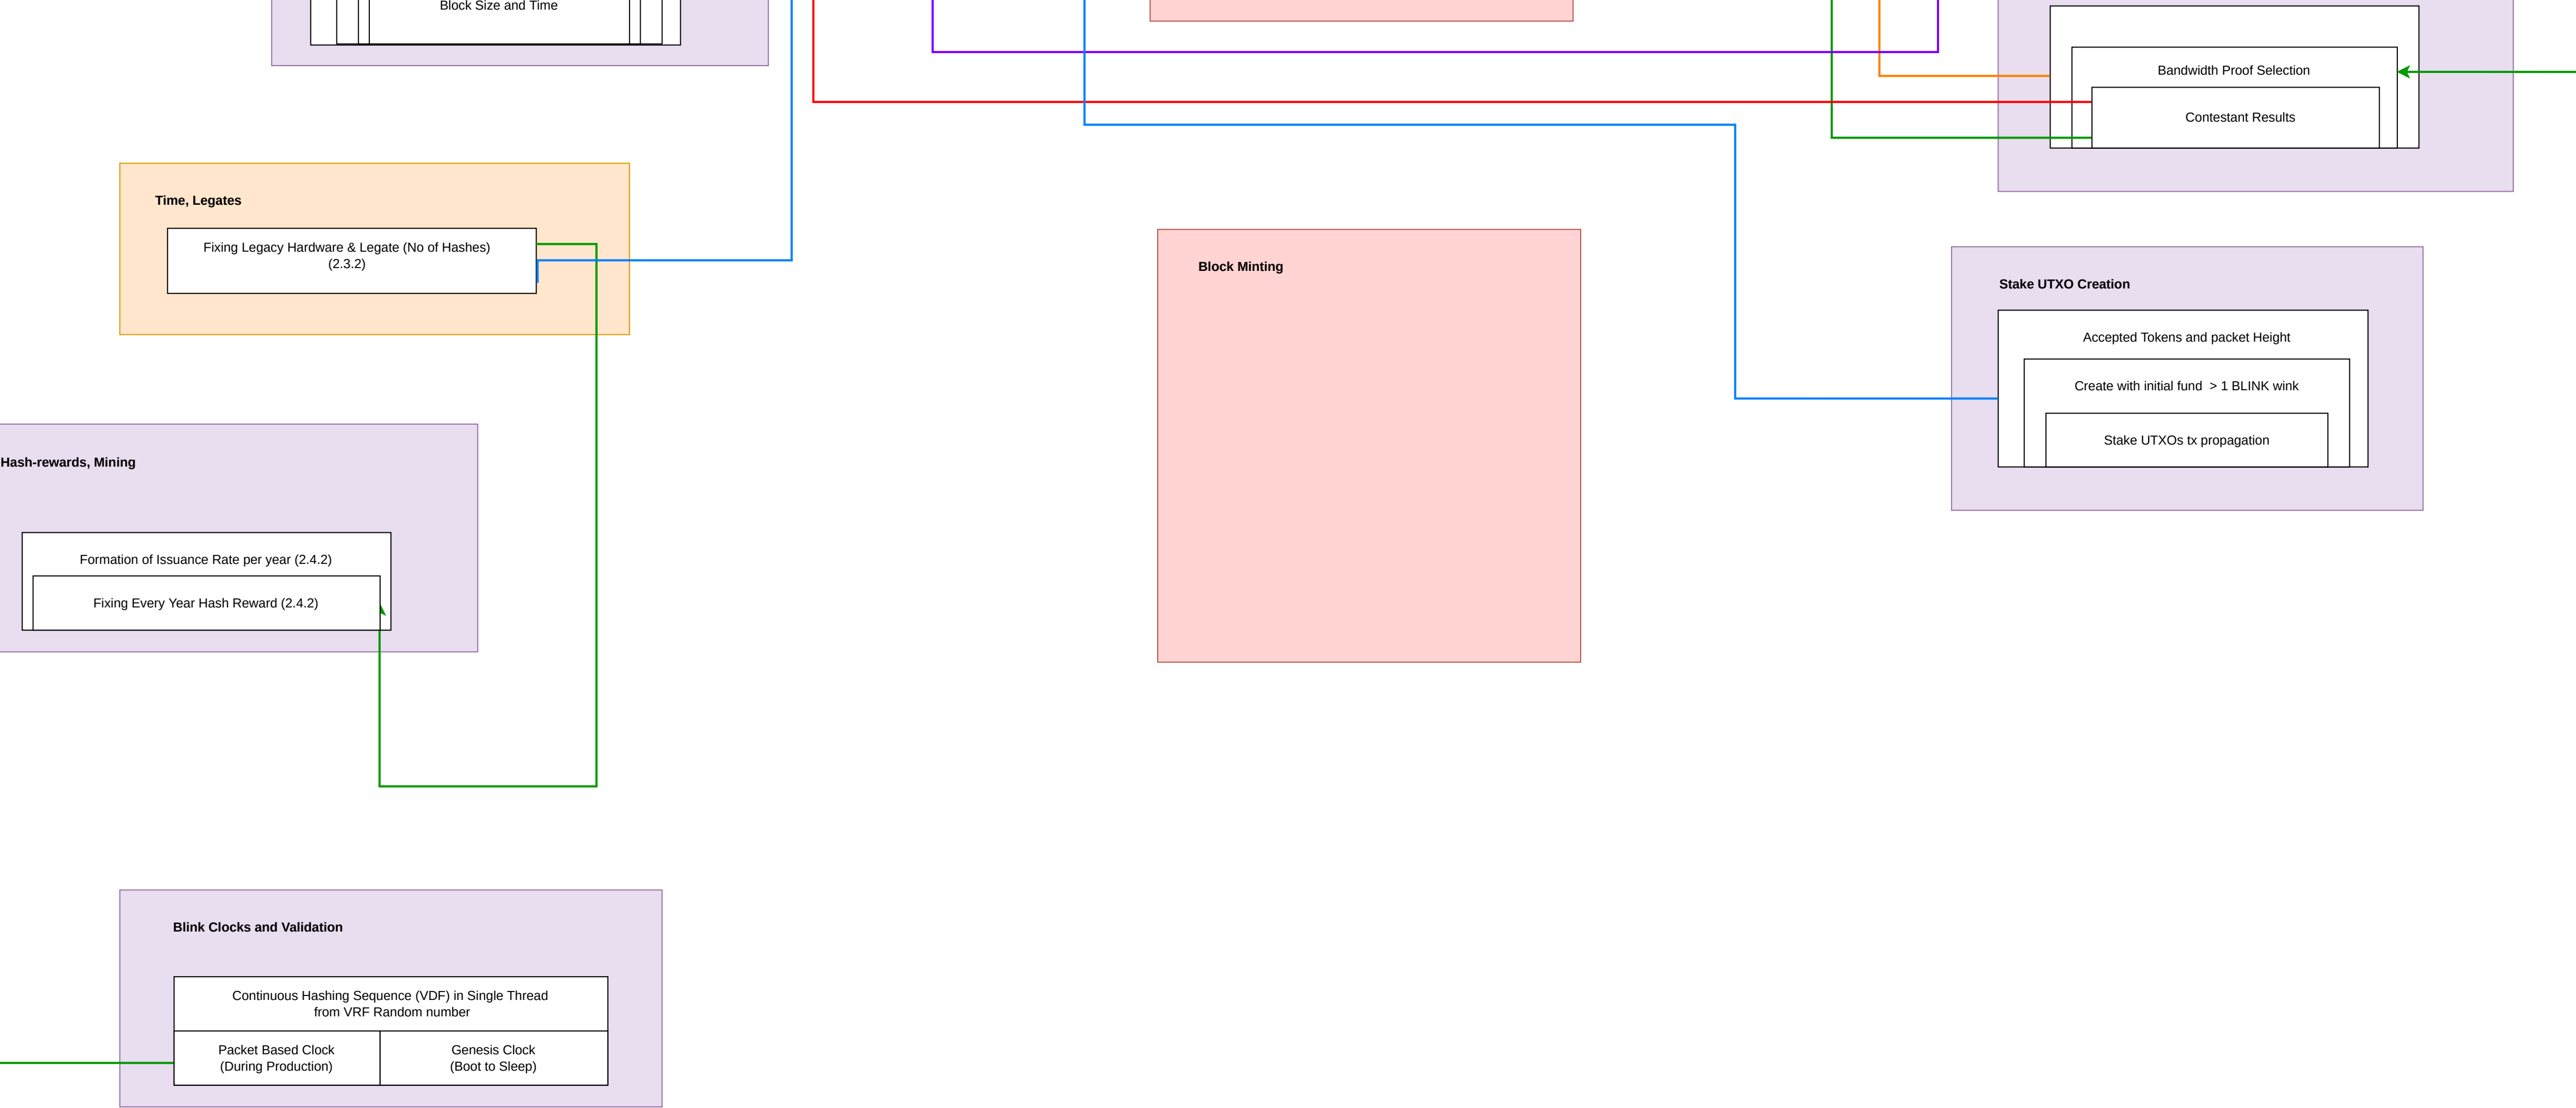 Block Size and Time
Bandwidth Proof Selection
Contestant Results
Time, Legates
Fixing Legacy Hardware & Legate (No of Hashes)
(2.3.2)
Block Minting
Stake UTXO Creation
Accepted Tokens and packet Height
Create with initial fund  > 1 BLINK wink
Stake UTXOs tx propagation
Hash-rewards, Mining
Formation of Issuance Rate per year (2.4.2)
Fixing Every Year Hash Reward (2.4.2)
Blink Clocks and Validation
Continuous Hashing Sequence (VDF) in Single Thread
from VRF Random number
Packet Based Clock
(During Production)
Genesis Clock
(Boot to Sleep)